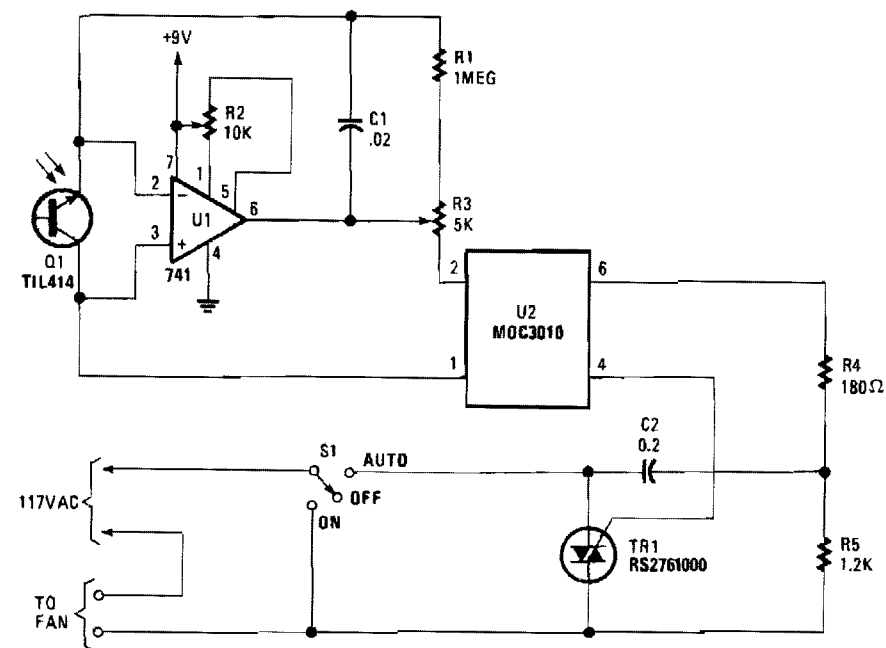 +9V
R1
1MEG
R2
10K
C1
.02
7
1
5
2
U1
6
R3
5K
3
4
Q1
TIL414
741
2
6
U2
MOC3010
1
4
R4
180Ω
C2
0.2
S1
AUTO
117VAC
OFF
ON
TR1
RS2761000
R5
1.2K
TO
FAN